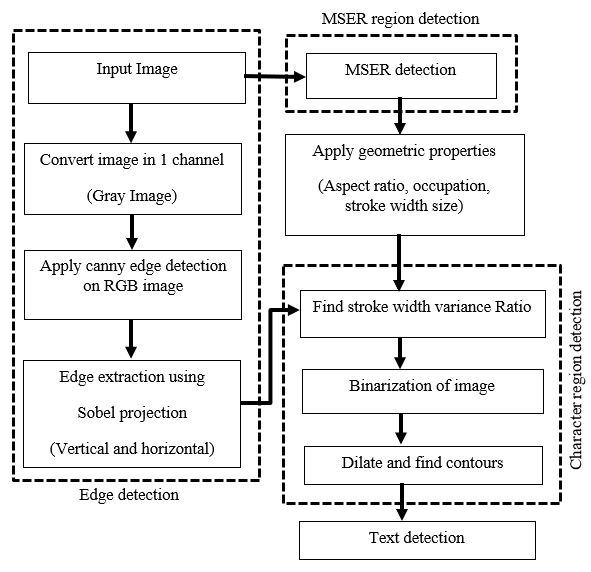 MSER region detection
Input Image
MSER detection
Convert image in 1 channel
(Gray Image)
Apply geometric properties
(Aspect ratio, occupation,
stroke width size)
Apply canny edge detection
on RGB image
Find stroke width variance Ratio
Edge extraction using
Sobel projection
(Vertical and horizontal)
Binarization of image
Dilate and find contours
Character region detection
Edge detection
Text detection